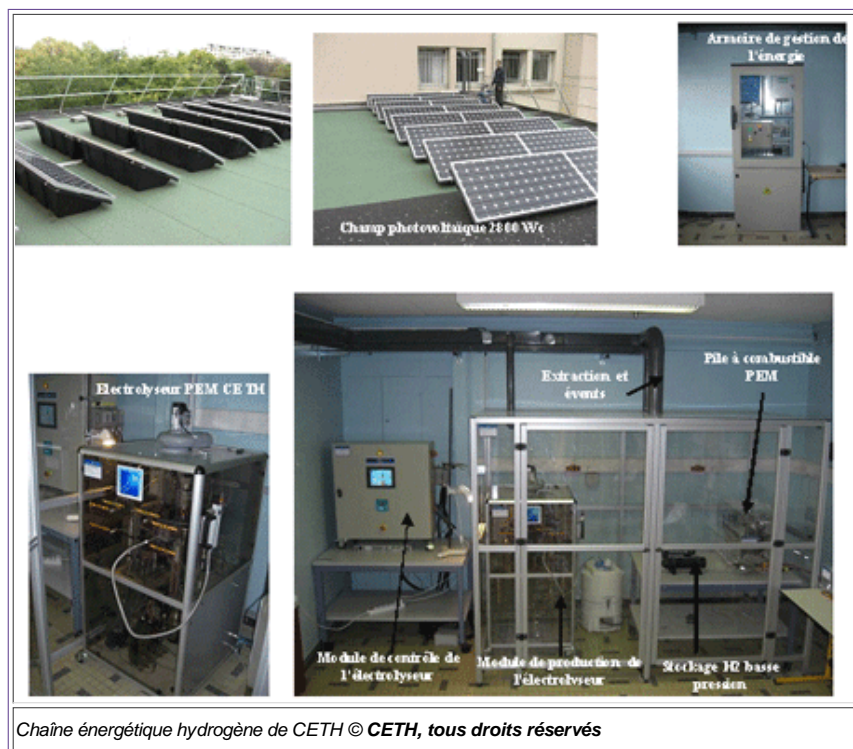 Armoire de gestion de
l'énergie
Champ photovoltaïque 2800 Wc
Electrolyseur PEM CETH
Extraction et
évents
Pile à combustible
PEM
Module de contrôle de
l'électrolyseur
Module de production de
l'électrolyseur
Stockage H2 basse
pression
Chaîne énergétique hydrogène de CETH © CETH, tous droits réservés